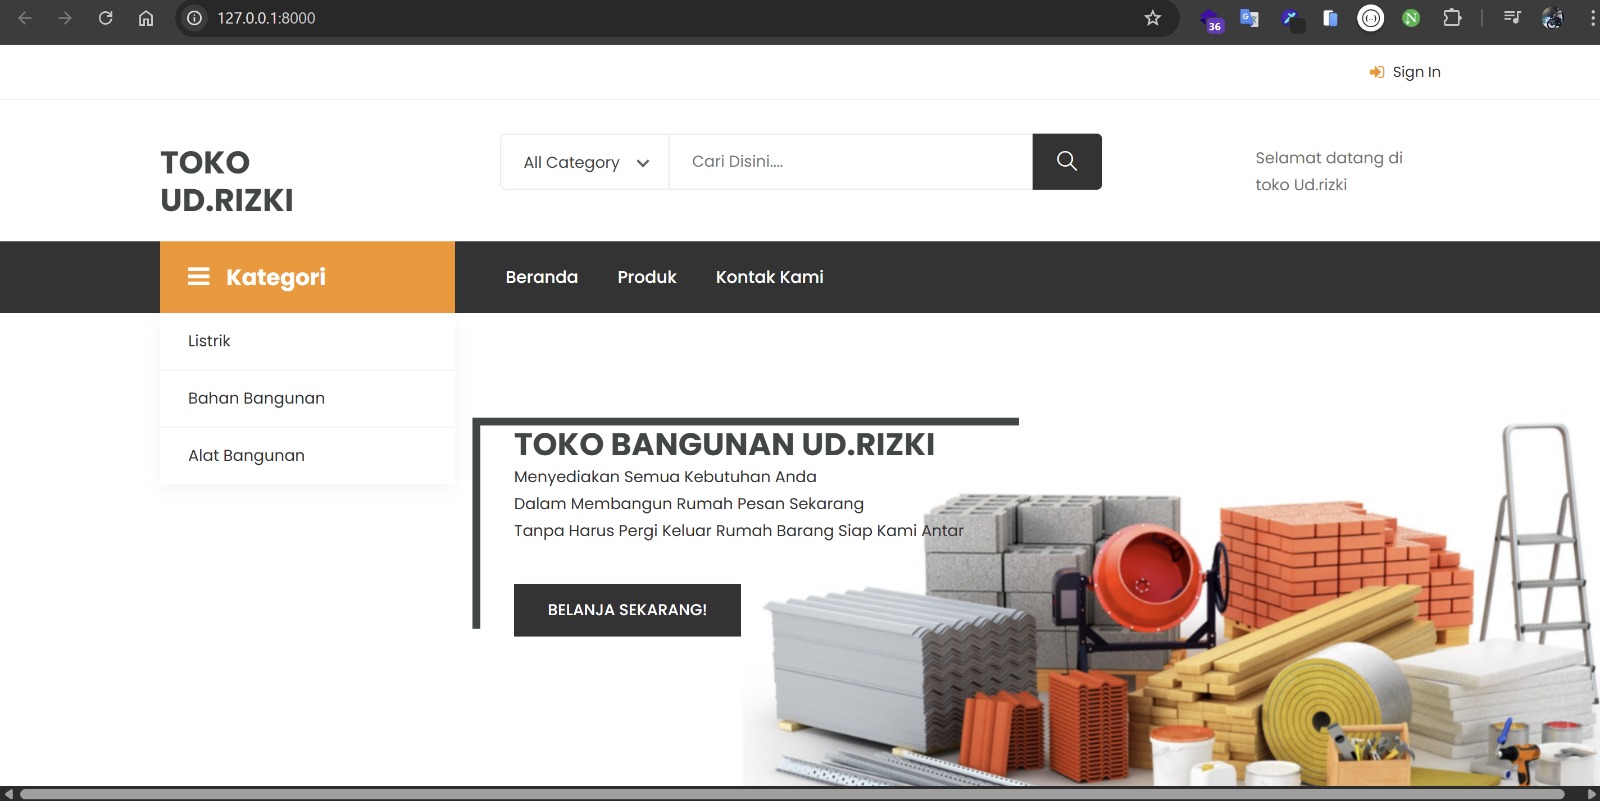 127.0.0.1:8000
36
Sign In
TOKO
UD.RIZKI
All Category
Cari Disini....
Selamat datang di
toko Ud.rizki
Kategori
Beranda
Produk
Kontak Kami
Listrik
Bahan Bangunan
Alat Bangunan
TOKO BANGUNAN UD.RIZKI
Menyediakan Semua Kebutuhan Anda
Dalam Membangun Rumah Pesan Sekarang
Tanpa Harus Pergi Keluar Rumah Barang Siap Kami Antar
BELANJA SEKARANG!